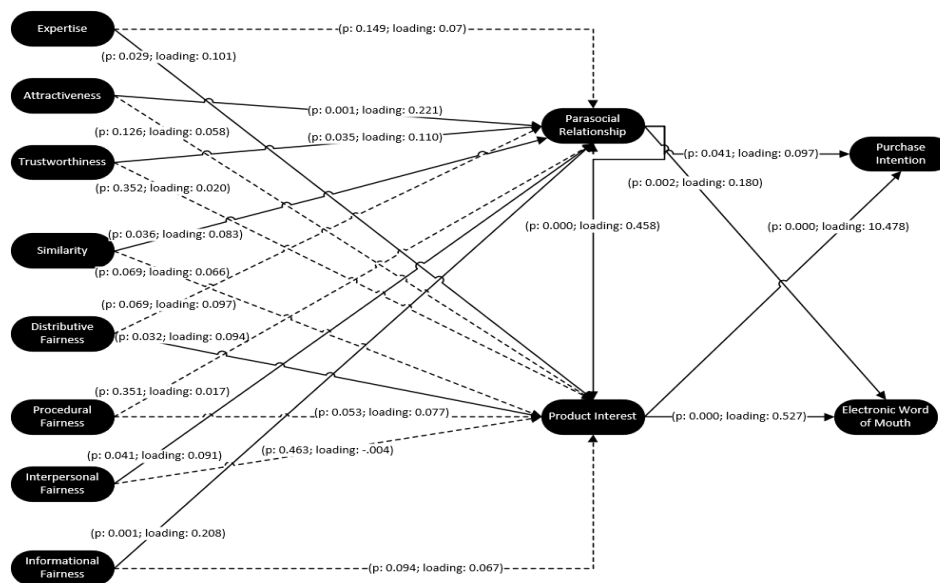 Expertise
(p: 0.149; loading: 0.07)
(p: 0.029; loading: 0.101)
Attractiveness
(p: 0.001; loading: 0.221)
Parasocial
Relationship
(p: 0.126; loading: 0.058)
(p: 0.035; loading: 0.110)
Trustworthiness
(p: 0.041; loading: 0.097)
Purchase
Intention
(p: 0.352; loading: 0.020)
(p: 0.002; loading: 0.180)
(p: 0.036; loading: 0.083)
(p: 0.000; loading: 0.458)
(p: 0.000; loading: 10.478)
Similarity
(p: 0.069; loading: 0.066)
(p: 0.069; loading: 0.097)
Distributive
Fairness
(p: 0.032; loading: 0.094)
(p: 0.351; loading: 0.017)
Procedural
Fairness
(p: 0.053; loading: 0.077)
Product Interest
(p: 0.000; loading: 0.527)
Electronic Word
of Mouth
(p: 0.041; loading: 0.091)
(p: 0.463; loading: -.004)
Interpersonal
Fairness
(p: 0.001; loading: 0.208)
Informational
Fairness
(p: 0.094; loading: 0.067)